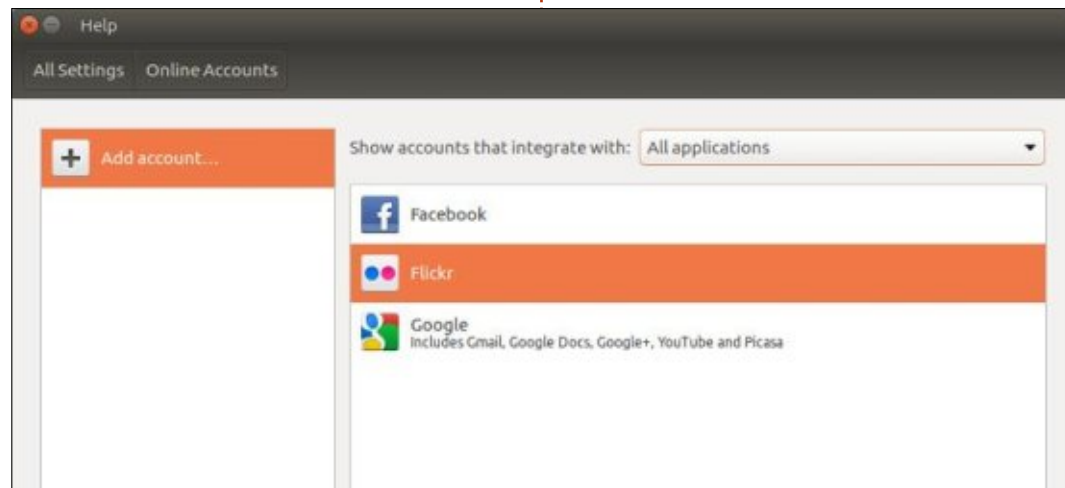 Help
All Settings Online Accounts
Add account...
Show accounts that integrate with: All applications
Facebook
Flickr
Google
Includes Gmail, Google Docs, Google+, YouTube and Picasa